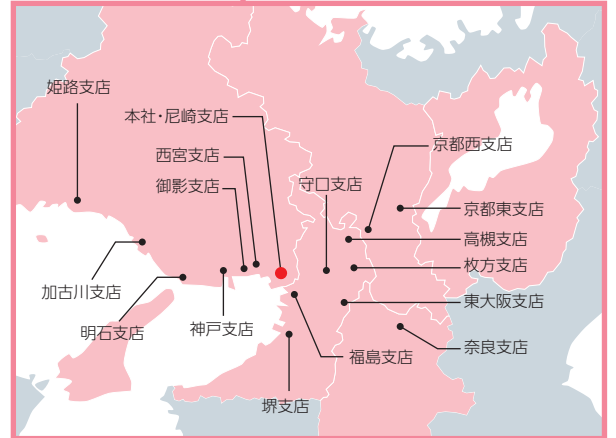 姫路支店
本社・尼崎支店
西宮支店
御影支店
守口支店
京都西支店
京都東支店
高槻支店
枚方支店
加古川支店
明石支店
神戸支店
東大阪支店
福島支店
奈良支店
堺支店